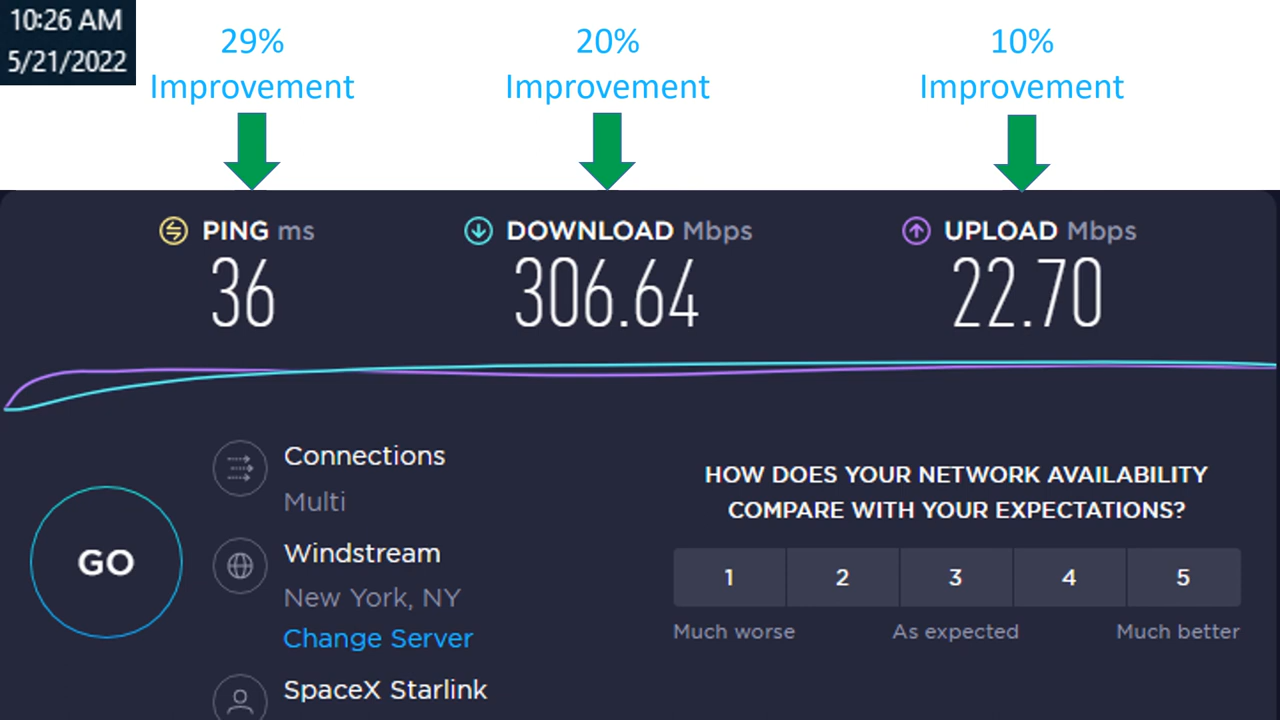 10:26 AM
5/21/2022
29%
Improvement
20%
Improvement
10%
Improvement
PING ms
36
DOWNLOAD Mbps
306.64
UPLOAD Mbps
22.70
GO
Connections
Multi
Windstream
New York, NY
Change Server
SpaceX Starlink
HOW DOES YOUR NETWORK AVAILABILITY
COMPARE WITH YOUR EXPECTATIONS?
1 2 3 4 5
Much worse As expected Much better